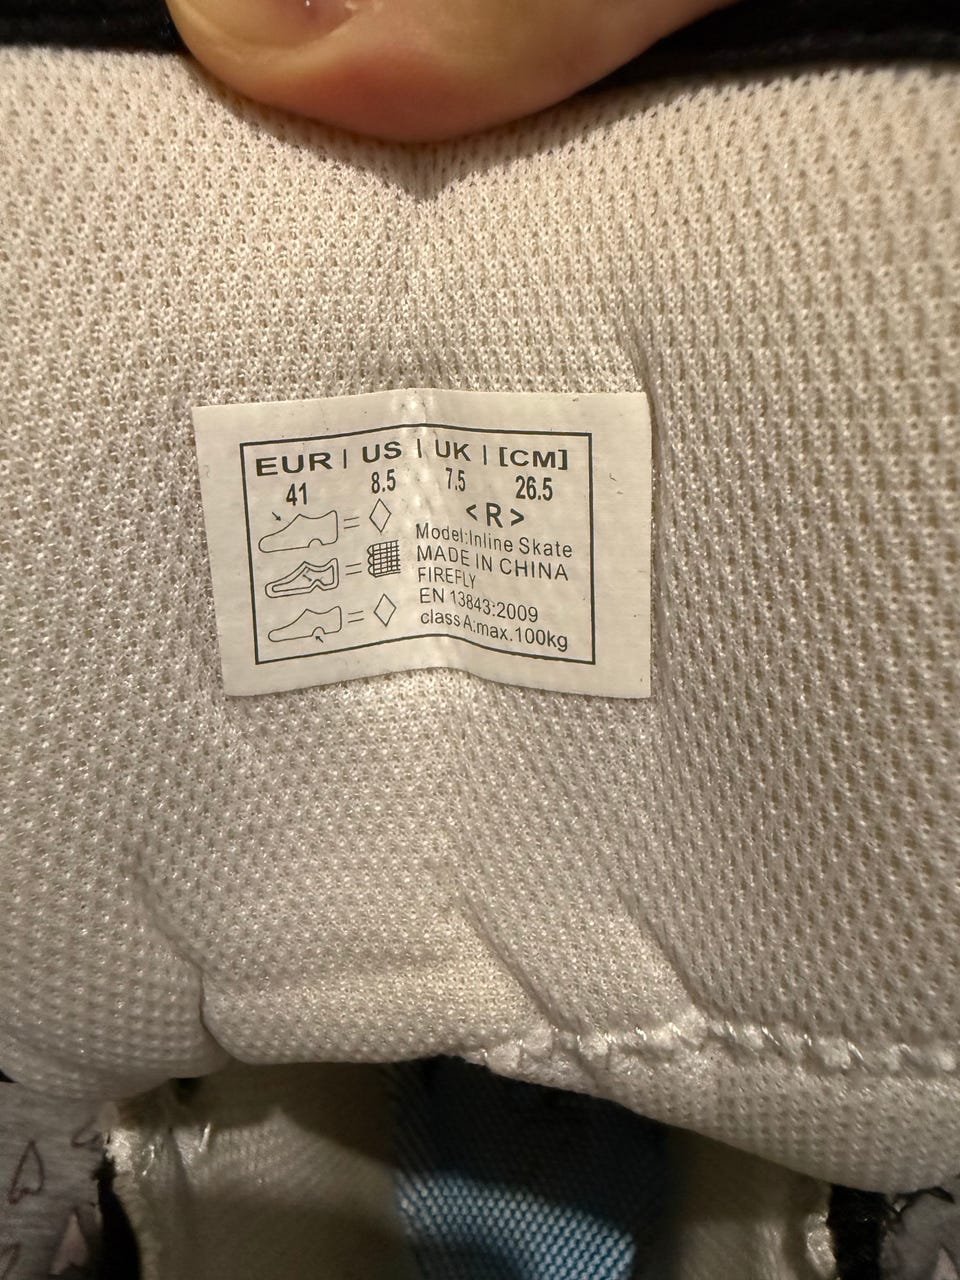 EUR | US | UK | [CM]
41 8.5 7.5 26.5
<R>
=
Model:Inline Skate
MADE IN CHINA
=
FIREFLY
EN 13843:2009
=
class A:max.100kg